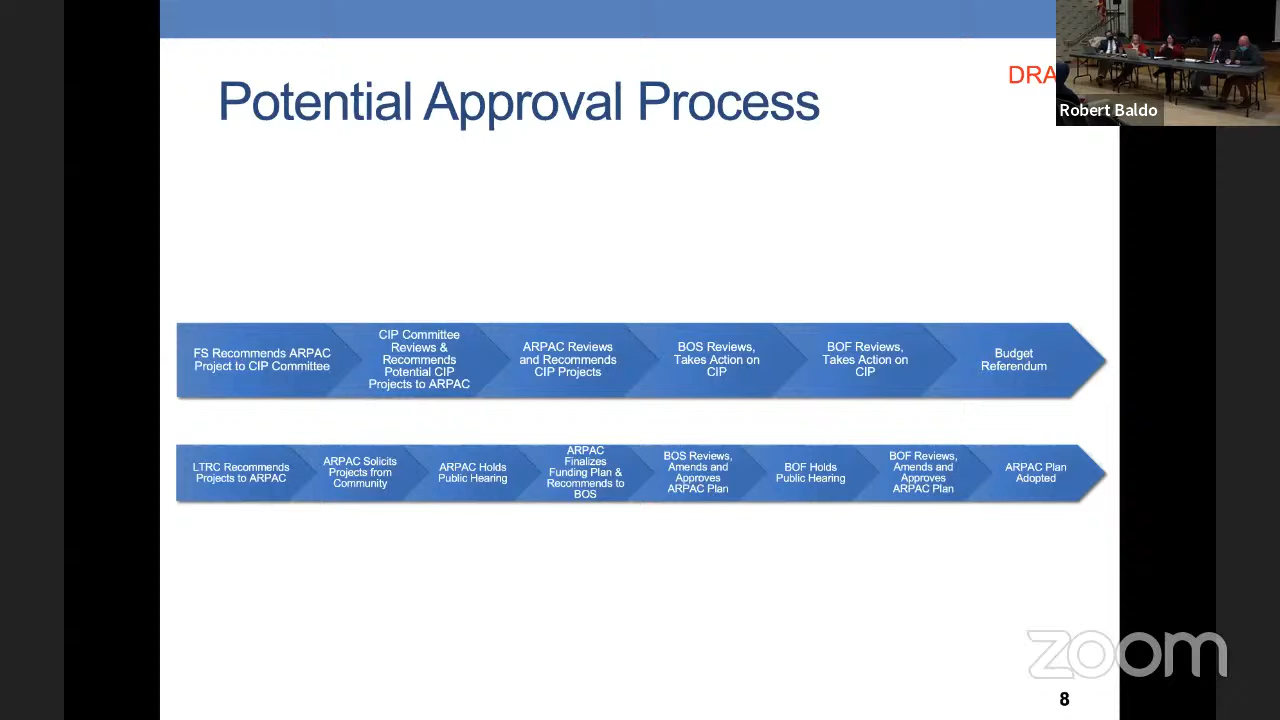 Potential Approval Process
DRA
Robert Baldo
FS Recommends ARPAC
Project to CIP Committee
CIP Committee
Reviews &
Recommends
Potential CIP
Projects to ARPAC
ARPAC Reviews
and Recommends
CIP Projects
BOS Reviews,
Takes Action on
CIP
BOF Reviews,
Takes Action on
CIP
Budget
Referendum
LTRC Recommends
Projects to ARPAC
ARPAC Solicits
Projects from
Community
ARPAC Holds
Public Hearing
ARPAC
Finalizes
Funding Plan &
Recommends to
BOS
BOS Reviews,
Amends and
Approves
ARPAC Plan
BOF Holds
Public Hearing
BOF Reviews,
Amends and
Approves
ARPAC Plan
ARPAC Plan
Adopted
zoom
8